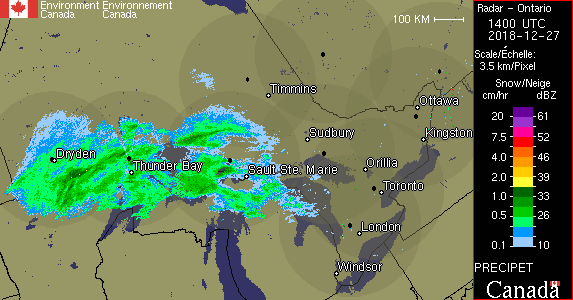 Environment Environnement
Canada Canada
100 KM
Timmins
Ottawa
Sudbury
Kingston
Dryden
Thunder Bay
Sault Ste. Marie
Orillia
Toronto
London
Windsor
Radar - Ontario
1400 UTC
2018-12-27
Scale/Échelle:
3.5 km/Pixel
Snow/Neige
cm/hr dBZ
20 61
7.5 52
4.0 46
2.0 39
1.0 33
0.5 26
0.1 10
PRECIPET
Canada